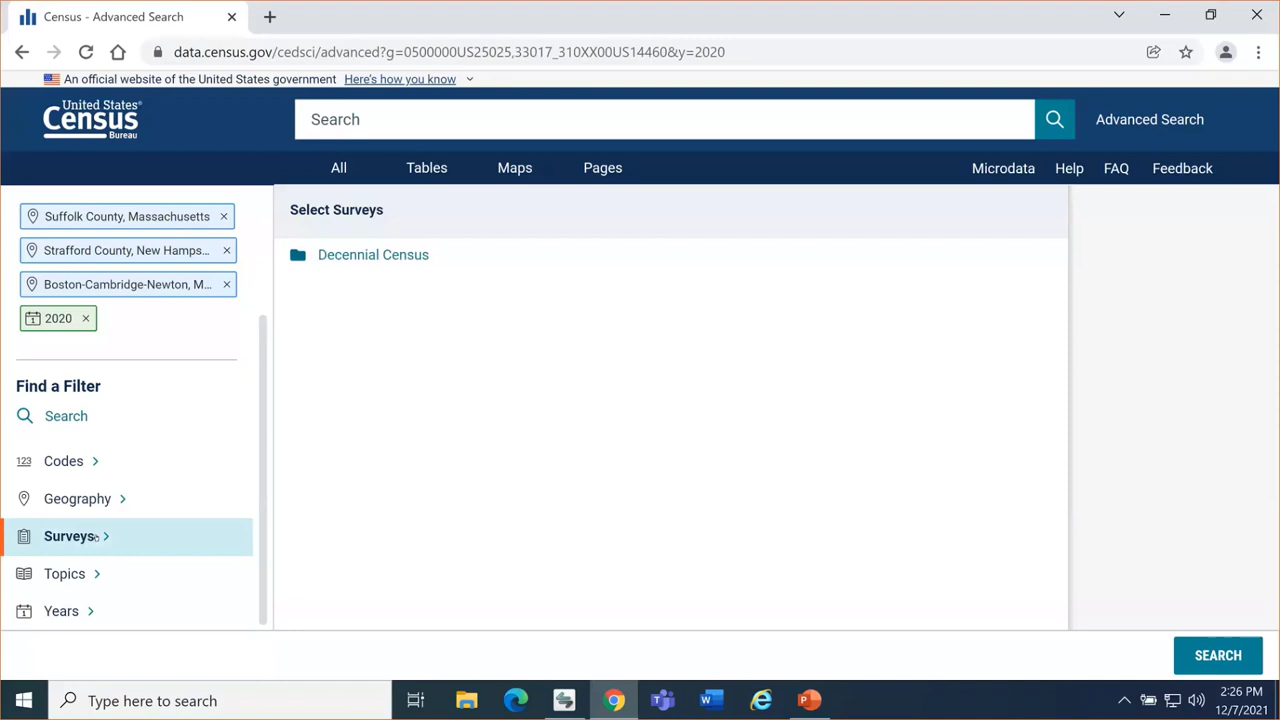 Census - Advanced Search
data.census.gov/cedsci/advanced?g=0500000US25025,33017_310XX00US14460&y=2020
An official website of the United States government Here's how you know
United States®
Census
Bureau
Search
Advanced Search
All Tables Maps Pages Microdata Help FAQ Feedback
Suffolk County, Massachusetts
Strafford County, New Hamps...
Boston-Cambridge-Newton, M...
2020
Find a Filter
Search
123 Codes
Geography
Surveys
Topics
1 Years
Select Surveys
Decennial Census
SEARCH
Type here to search
2:26 PM
12/7/2021